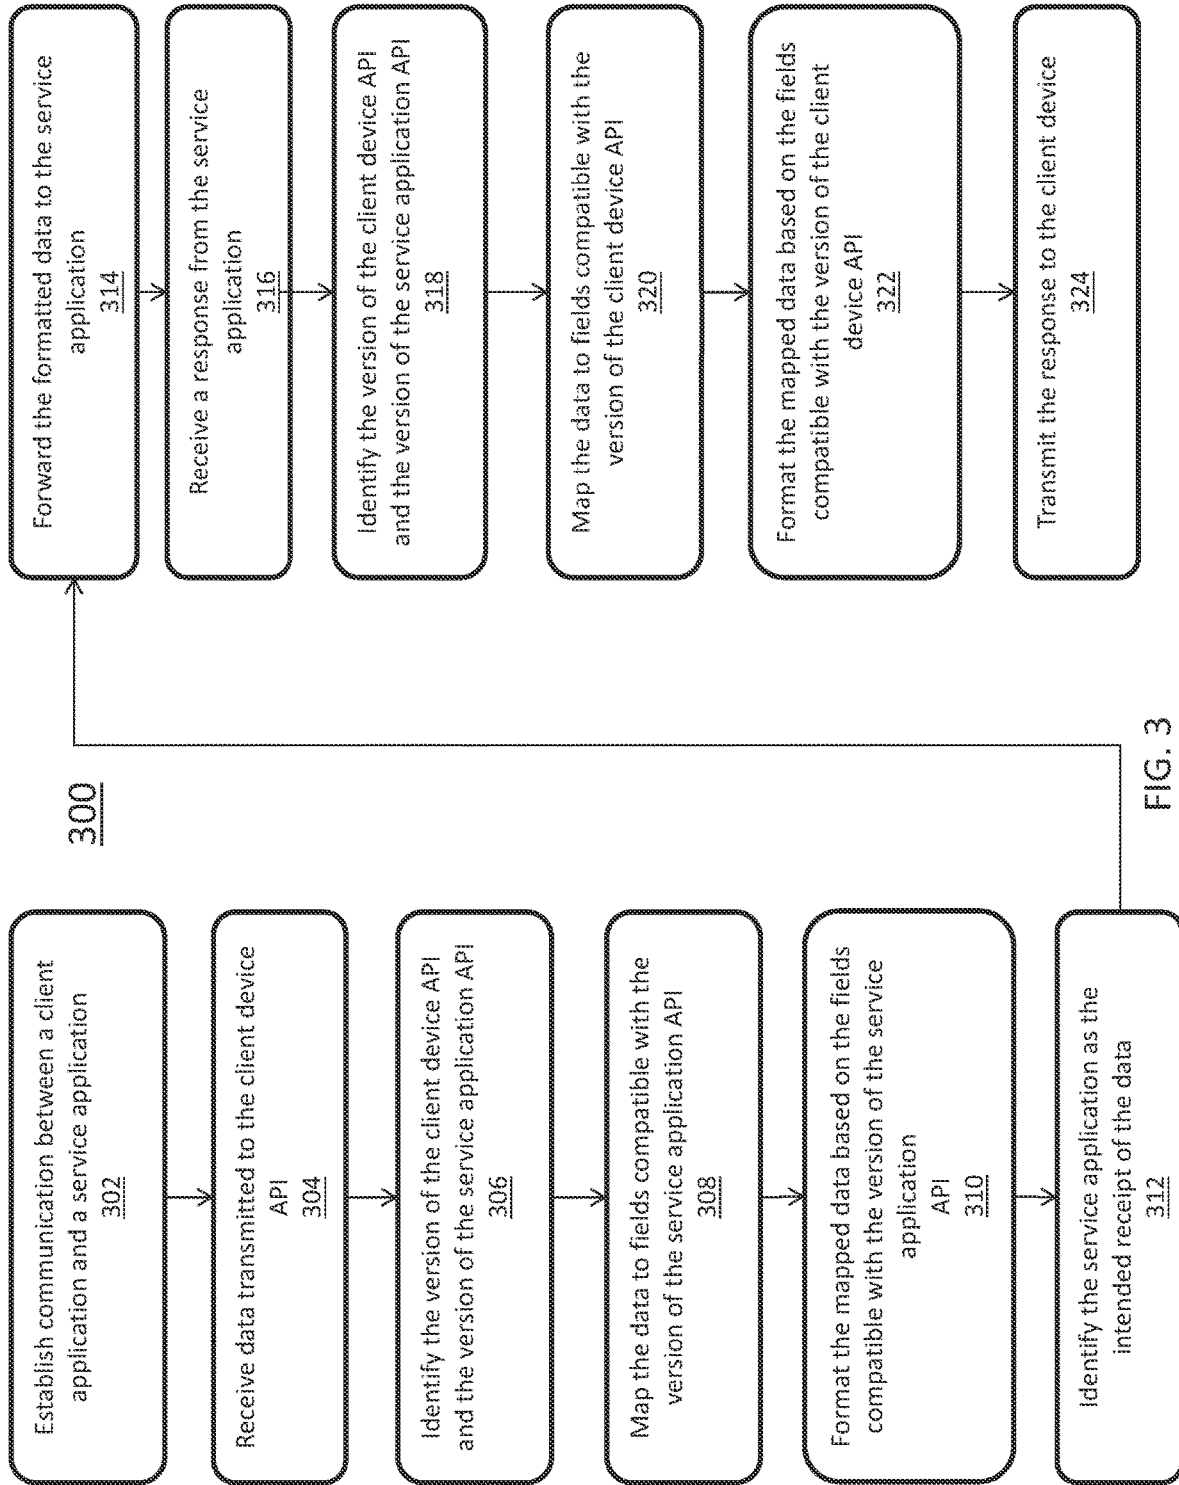 300
Establish communication between a client
application and a service application
302
Receive data transmitted to the client device
API
304
Identify the version of the client device API
and the version of the service application API
306
Map the data to fields compatible with the
version of the service application API
308
Format the mapped data based on the fields
compatible with the version of the service
application
API
310
Identify the service application as the
intended receipt of the data
312
Forward the formatted data to the service
application
314
Receive a response from the service
application
316
Identify the version of the client device API
and the version of the service application API
318
Map the data to fields compatible with the
version of the client device API
320
Format the mapped data based on the fields
compatible with the version of the client
device API
322
Transmit the response to the client device
324
FIG. 3